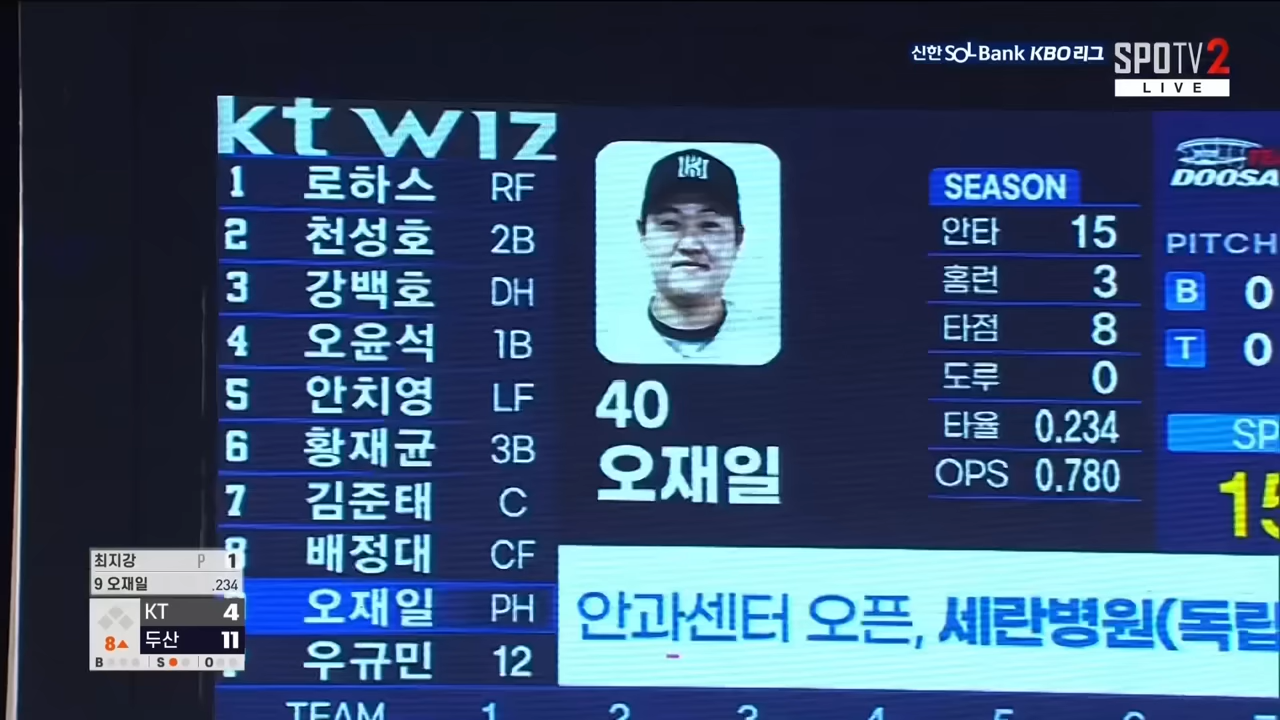 신한 SOL Bank KBO 리그
SPOTV2
LIVE
kt wiz
1 로하스 RF
2 천성호 2B
3 강백호 DH
4 오윤석 1B
5 안치영 LF
6 황재균 3B
7 김준태 C
8 배정대 CF
오재일 PH
우규민 12
40
오재일
SEASON
안타 15
홈런 3
타점 8
도루 0
타율 0.234
OPS 0.780
DOOSA
PITCH
B 0
T 0
SP
15
안과센터 오픈, 세란병원(독립
TEAM 1 2 3 4 5 6 7
최지강 P 1
9 오재일 .234
KT 4
두산 11
8▲
B S O